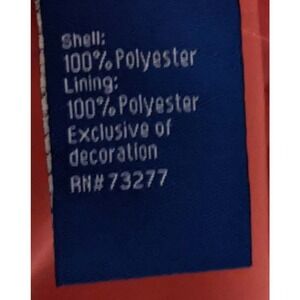 Shell:
100% Polyester
Lining:
100% Polyester
Exclusive of
decoration
RN# 73277